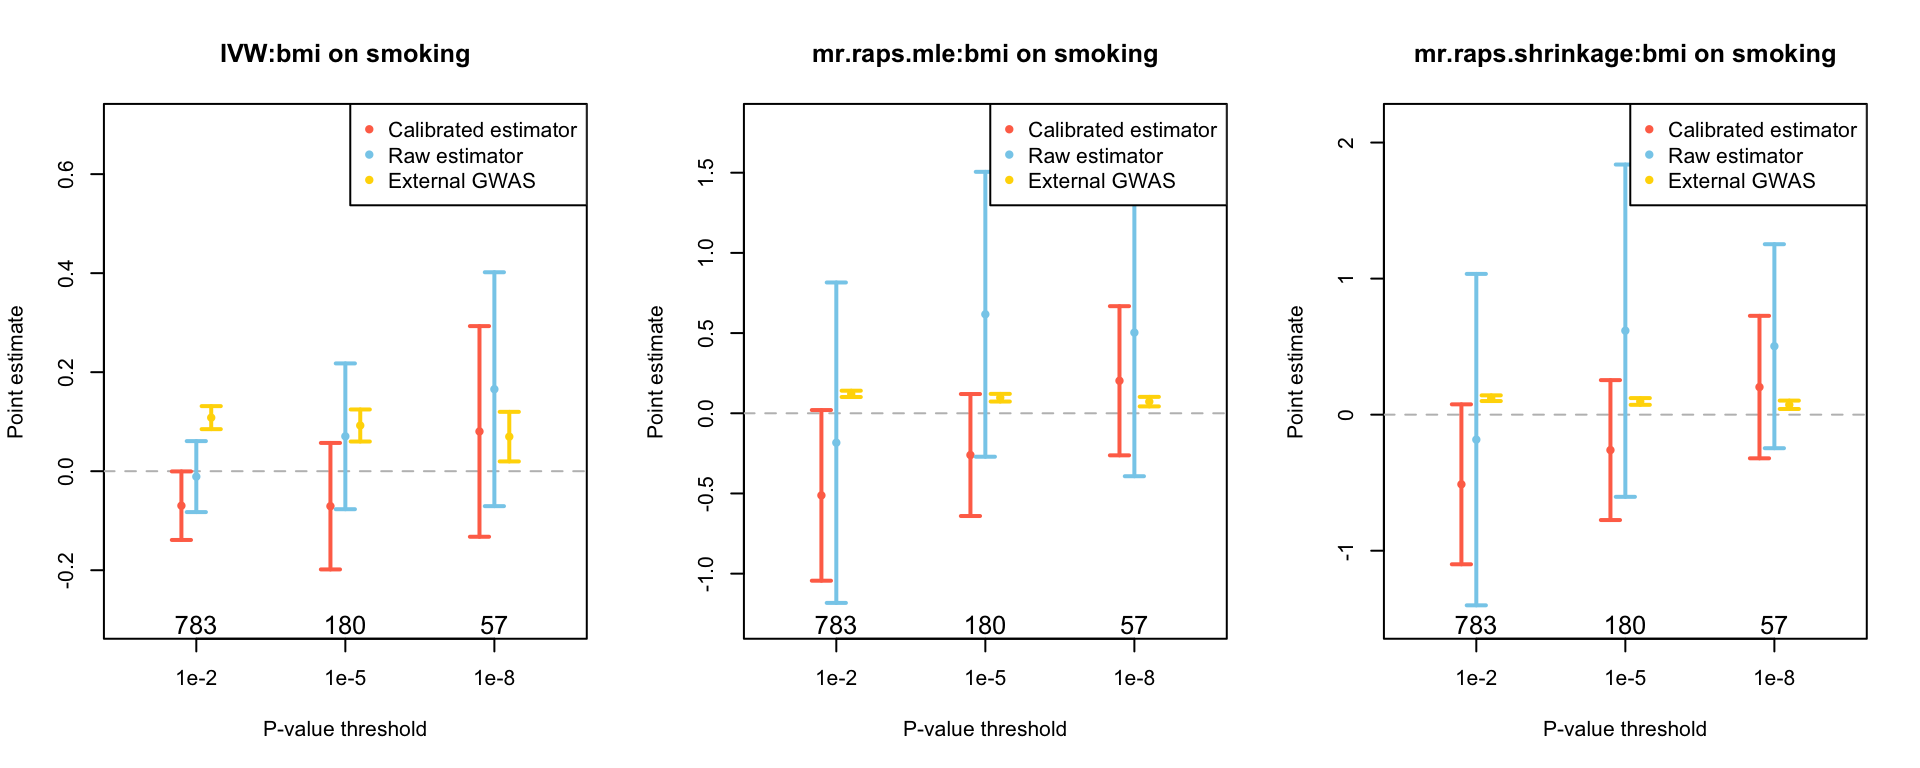 IVW:bmi on smoking
Calibrated estimator
Raw estimator
External GWAS
Point estimate
0.6
0.4
0.2
0.0
-0.2
783 180 57
1e-2 1e-5 1e-8
P-value threshold
mr.raps.mle:bmi on smoking
Calibrated estimator
Raw estimator
External GWAS
Point estimate
1.5
1.0
0.5
0.0
-0.5
-1.0
783 180 57
1e-2 1e-5 1e-8
P-value threshold
mr.raps.shrinkage:bmi on smoking
Calibrated estimator
Raw estimator
External GWAS
Point estimate
2
1
0
-1
783 180 57
1e-2 1e-5 1e-8
P-value threshold